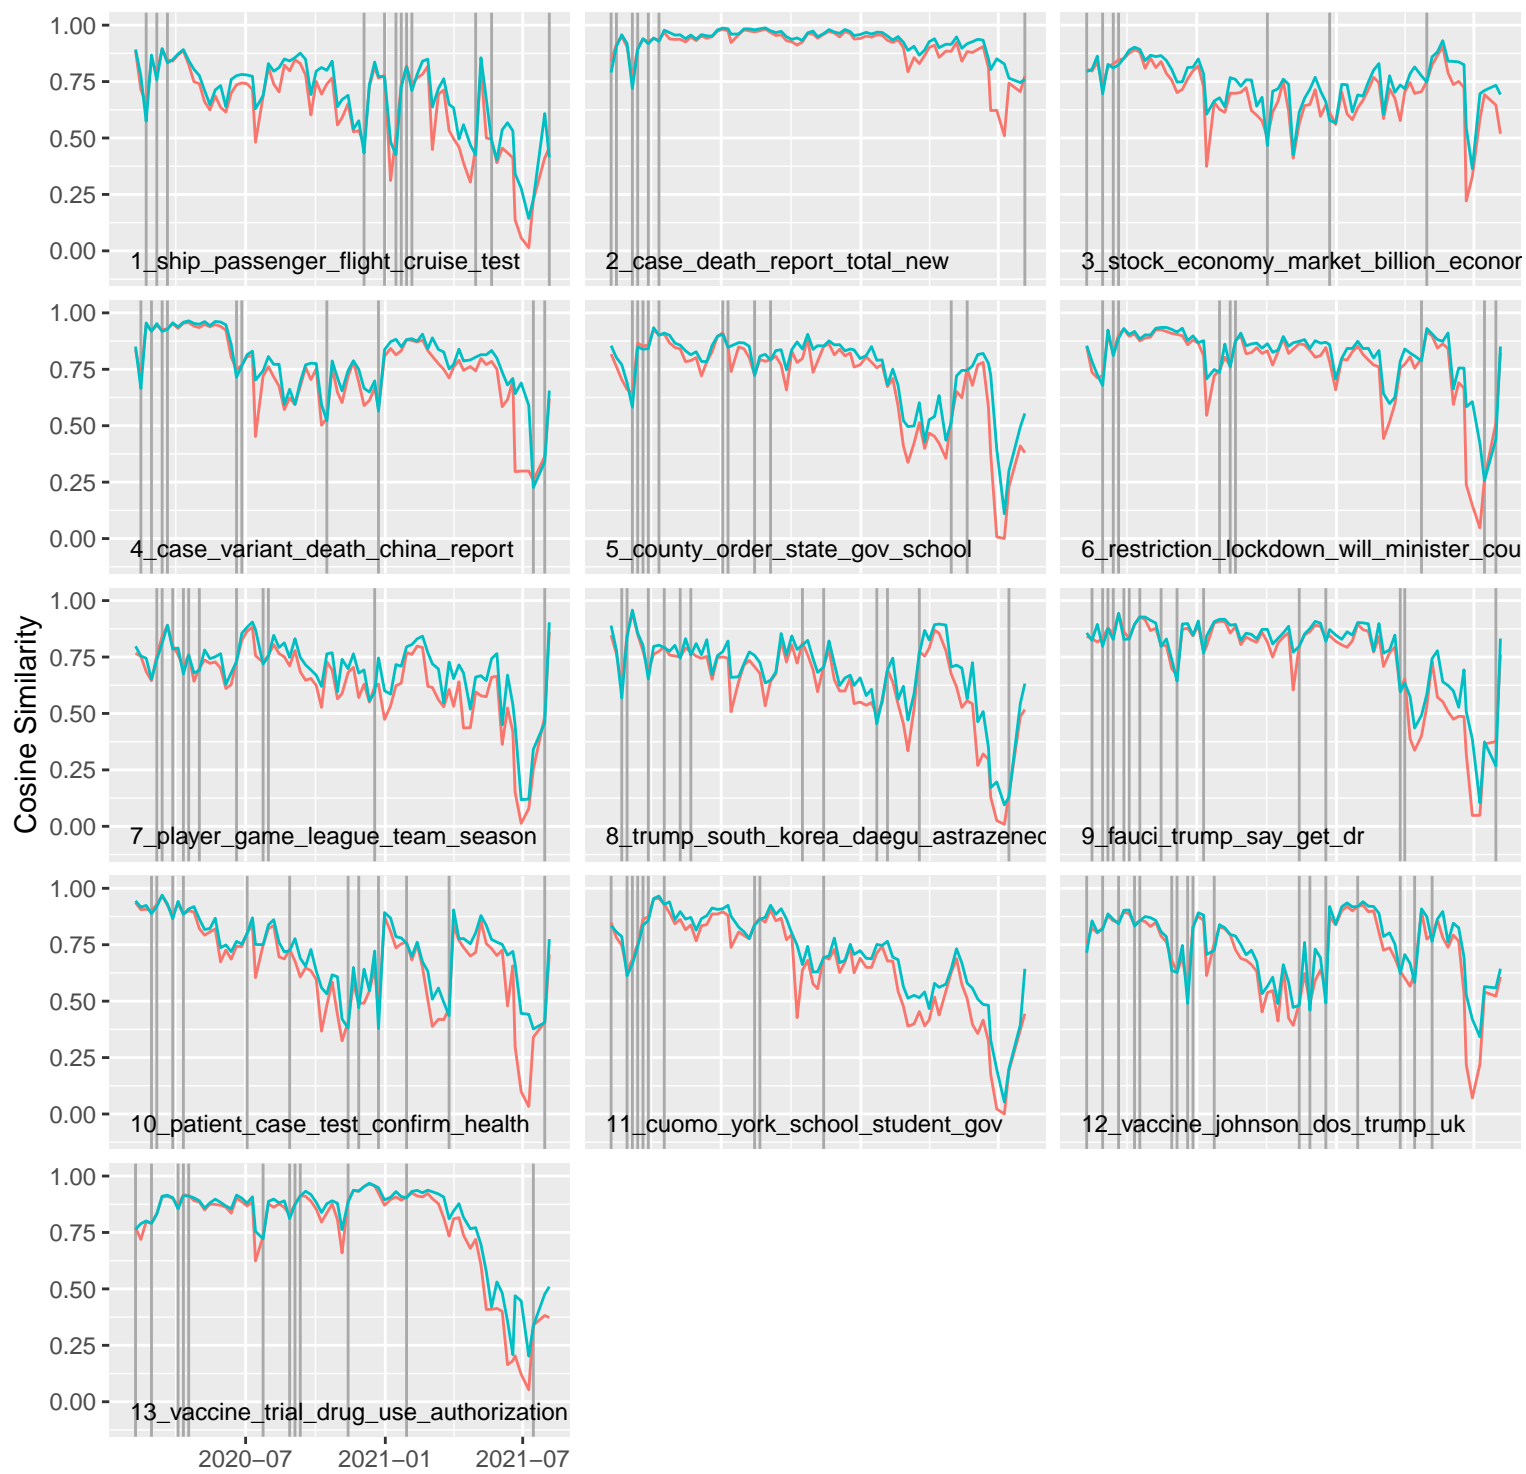 Cosine Similarity
1.00
0.75
0.50
0.25
0.00
1_ship_passenger_flight_cruise_test
2_case_death_report_total_new
3_stock_economy_market_billion_econor
1.00
0.75
0.50
0.25
0.00
4_case_variant_death_china_report
5_county_order_state_gov_school
6_restriction_lockdown_will_minister_cou
1.00
0.75
0.50
0.25
0.00
7_player_game_league_team_season
8_trump_south_korea_daegu_astrazenec
9_fauci_trump_say_get_dr
1.00
0.75
0.50
0.25
0.00
10_patient_case_test_confirm_health
11_cuomo_york_school_student_gov
12_vaccine_johnson_dos_trump_uk
1.00
0.75
0.50
0.25
0.00
13_vaccine_trial_drug_use_authorization
2020−07
2021−01
2021−07